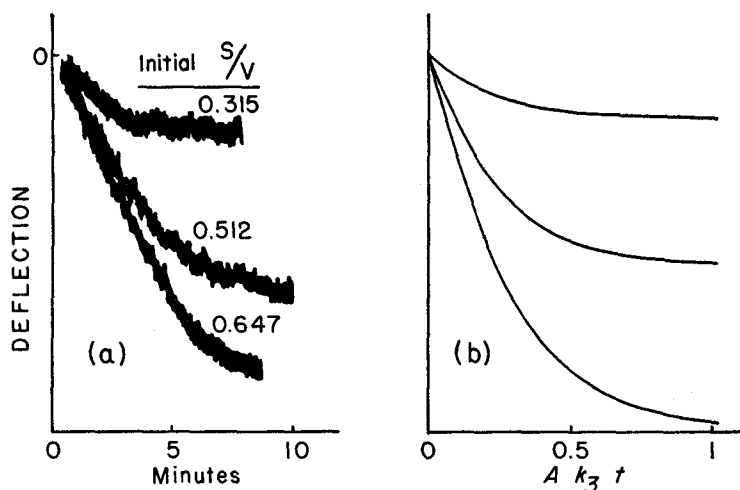 0
Initial S/V
0.315
0.512
0.647
DEFLECTION
(a)
0 5 10
Minutes
(b)
0 0.5 1
A k3 t